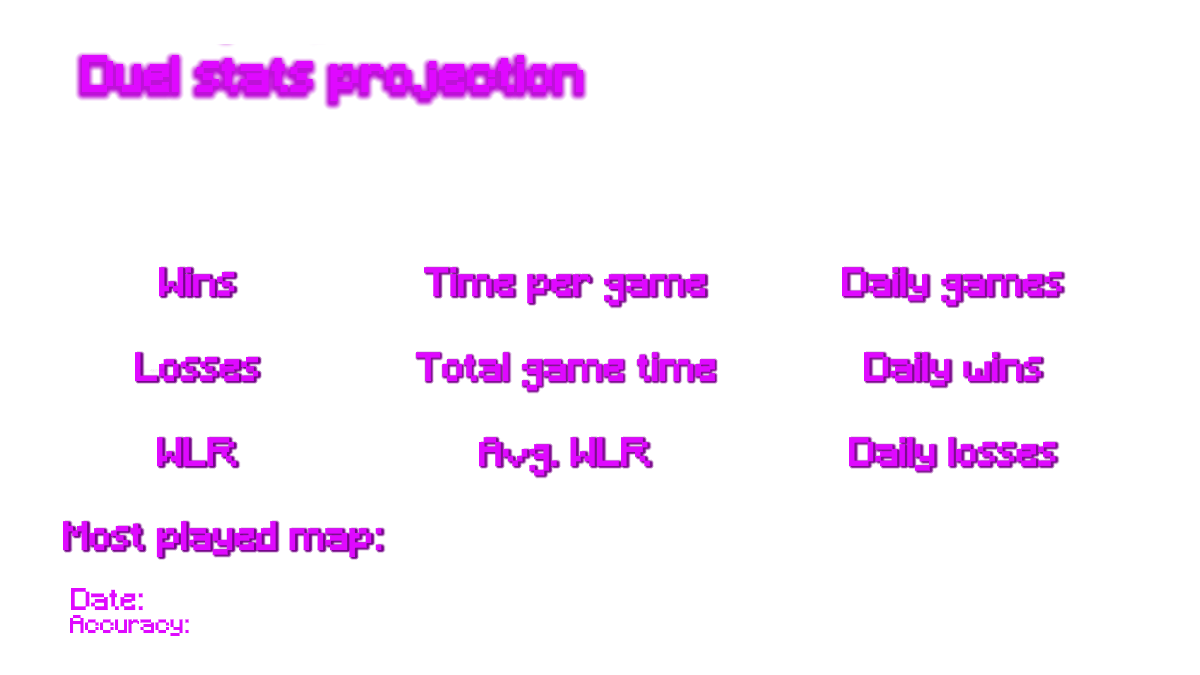 Duel stats projection
Wins Time per game Daily games
Losses Total game time Daily wins
WLR Avg. WLR Daily losses
Most played map:
Date:
Accuracy: